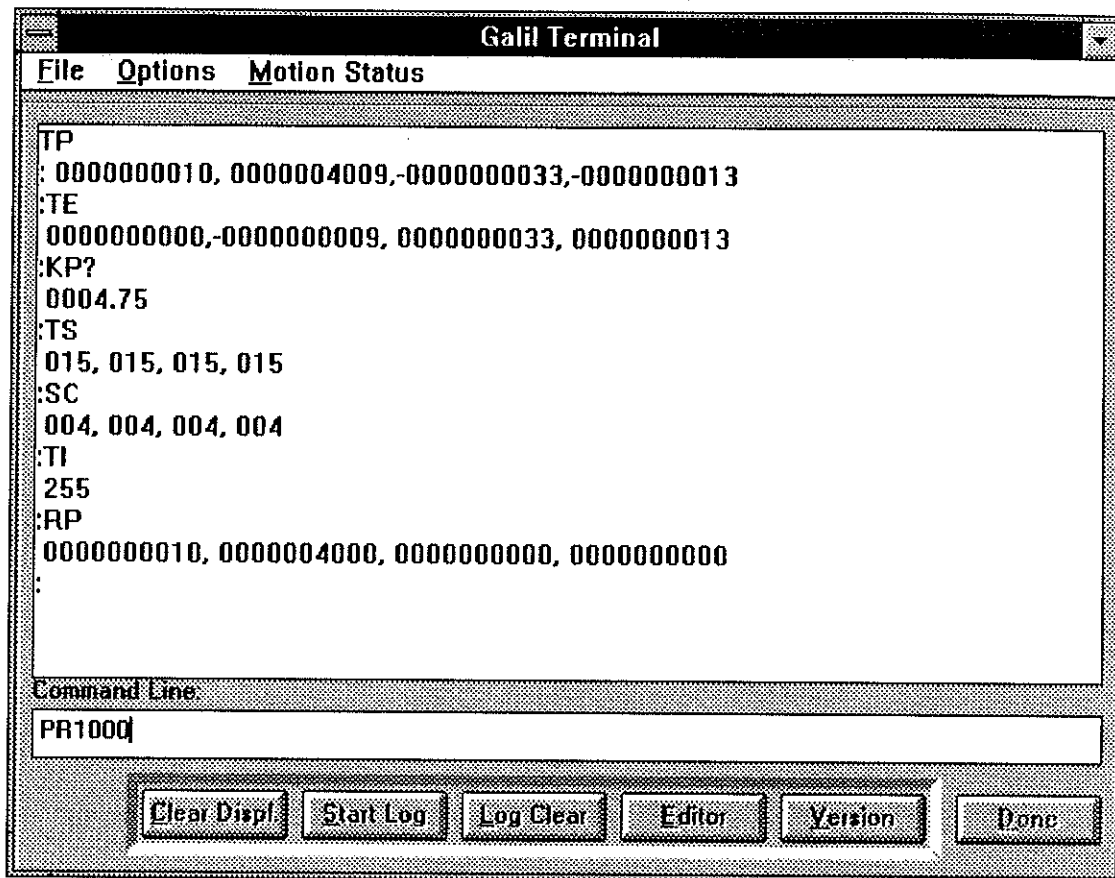 Galil Terminal
File Options Motion Status
TP
: 0000000010, 0000004009,-0000000033,-0000000013
:TE
0000000000,-0000000009, 0000000033, 0000000013
:KP?
0004.75
:TS
015, 015, 015, 015
:SC
004, 004, 004, 004
:TI
255
:RP
0000000010, 0000004000, 0000000000, 0000000000
:
Command Line:
PR1000
Clear Displ. Start Log Log Clear Editor Version Done